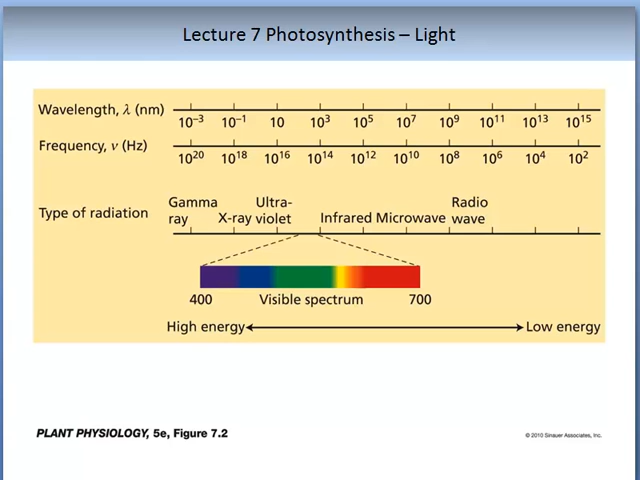 Lecture 7 Photosynthesis – Light
Wavelength, λ (nm)
10⁻³ 10⁻¹ 10 10³ 10⁵ 10⁷ 10⁹ 10¹¹ 10¹³ 10¹⁵
Frequency, ν (Hz)
10²⁰ 10¹⁸ 10¹⁶ 10¹⁴ 10¹² 10¹⁰ 10⁸ 10⁶ 10⁴ 10²
Type of radiation
Gamma
ray
X-ray
Ultra-
violet
Infrared
Microwave
Radio
wave
400 Visible spectrum 700
High energy Low energy
PLANT PHYSIOLOGY, 5e, Figure 7.2
© 2010 Sinauer Associates, Inc.